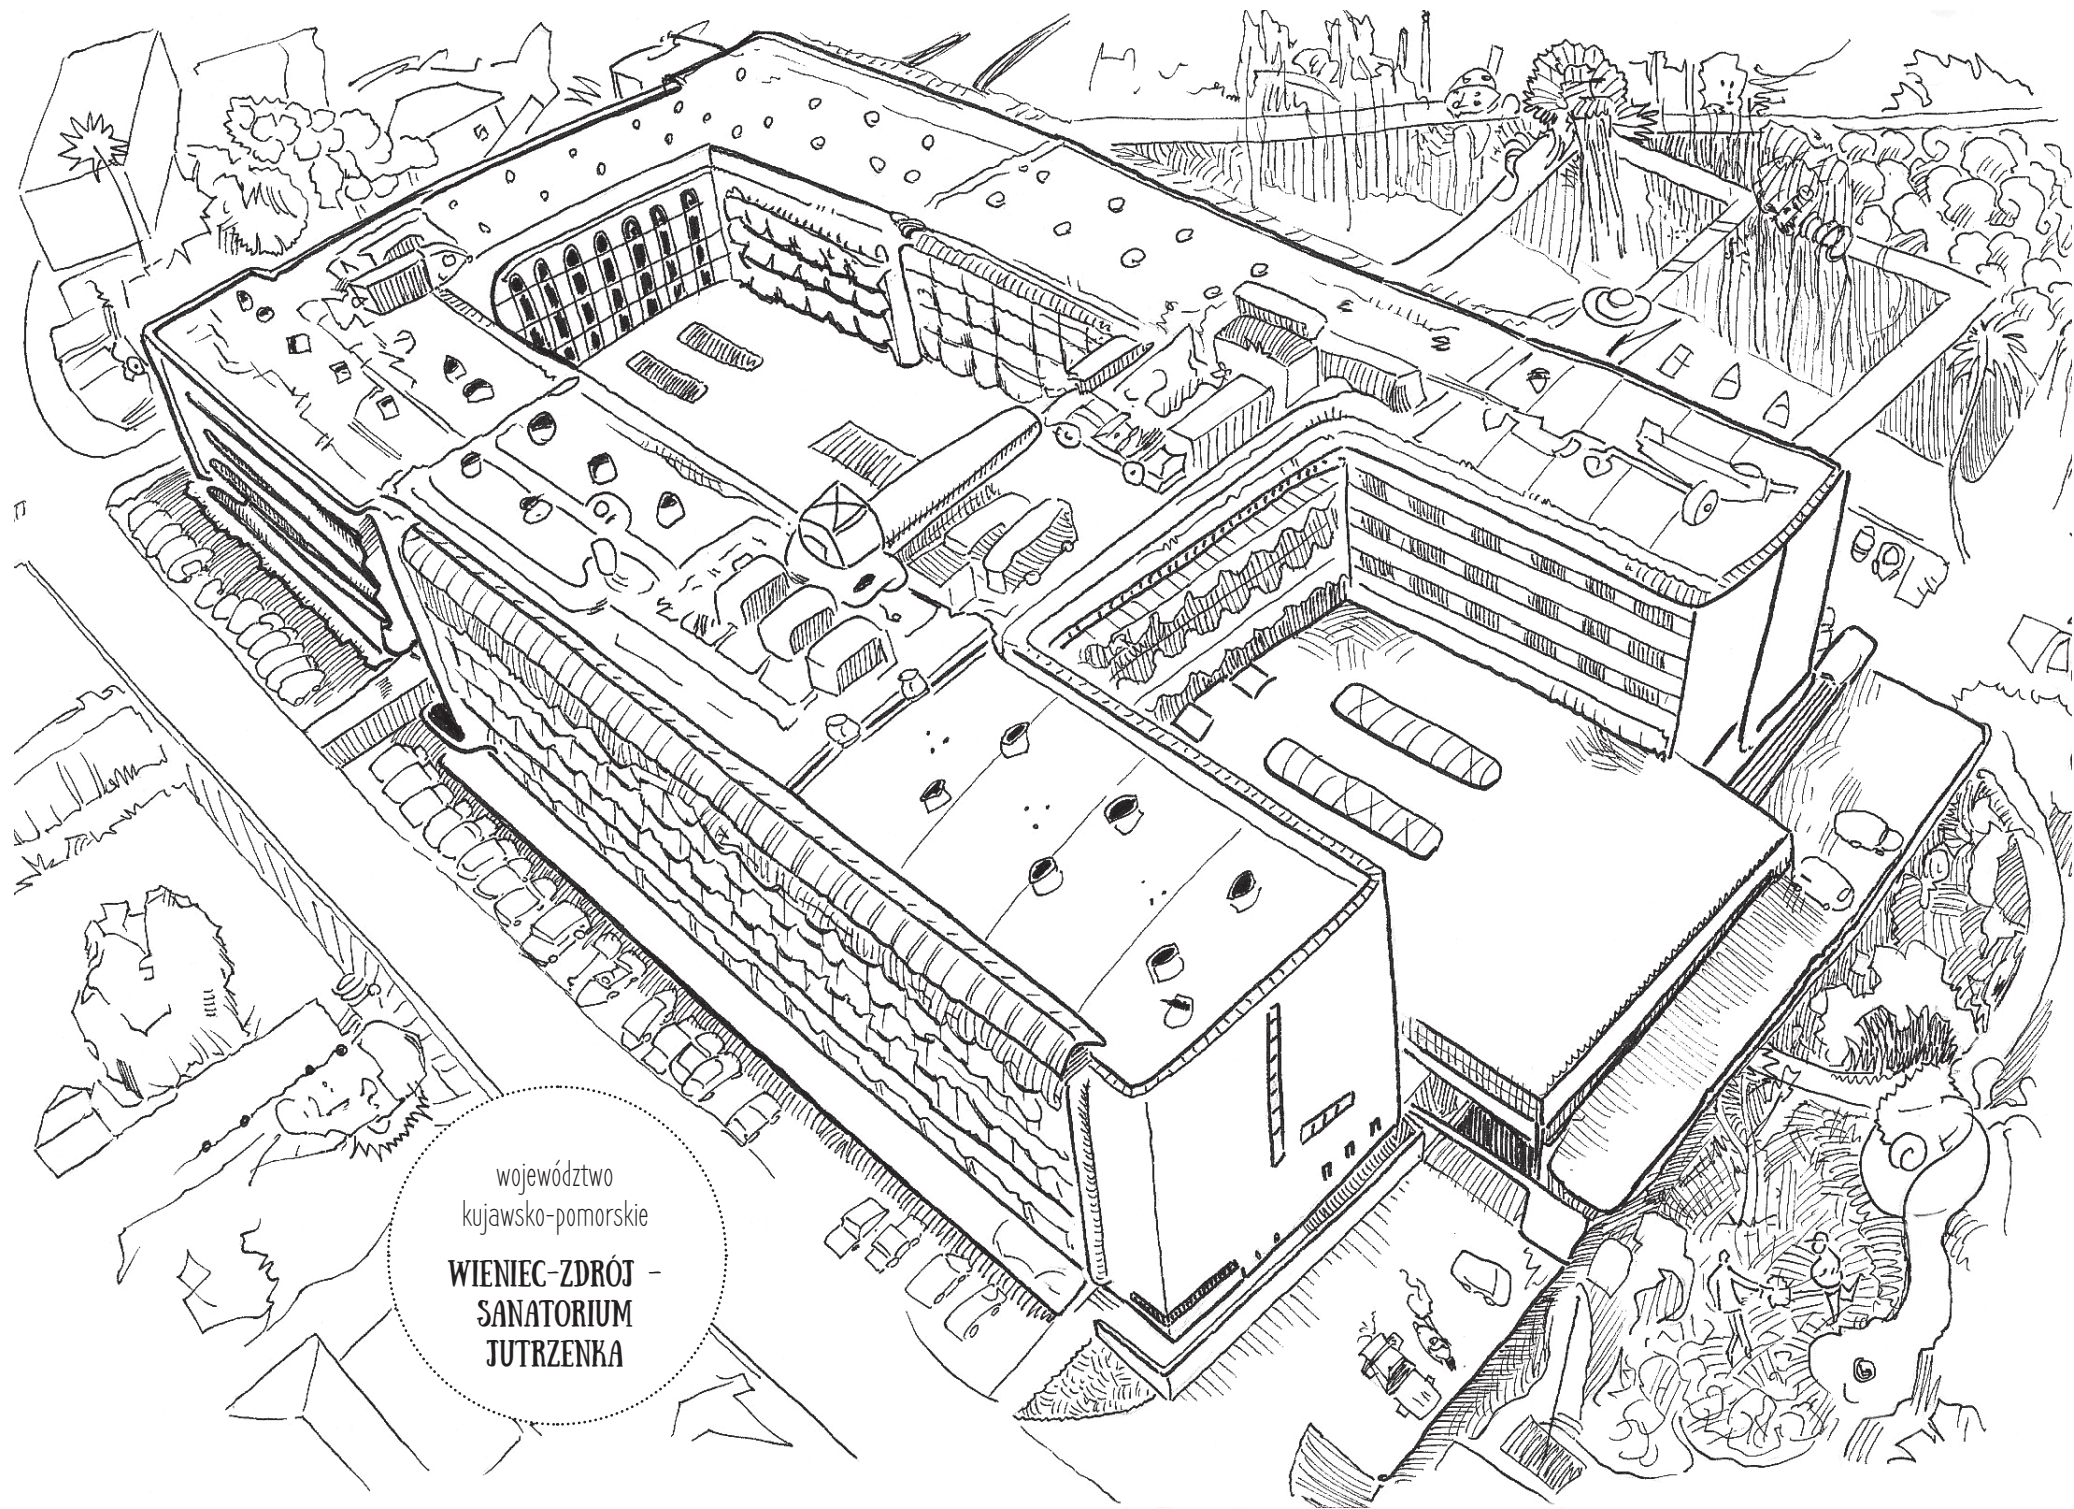 województwo
kujawsko-pomorskie
WIENIEC-ZDRÓJ -
SANATORIUM
JUTRZENKA